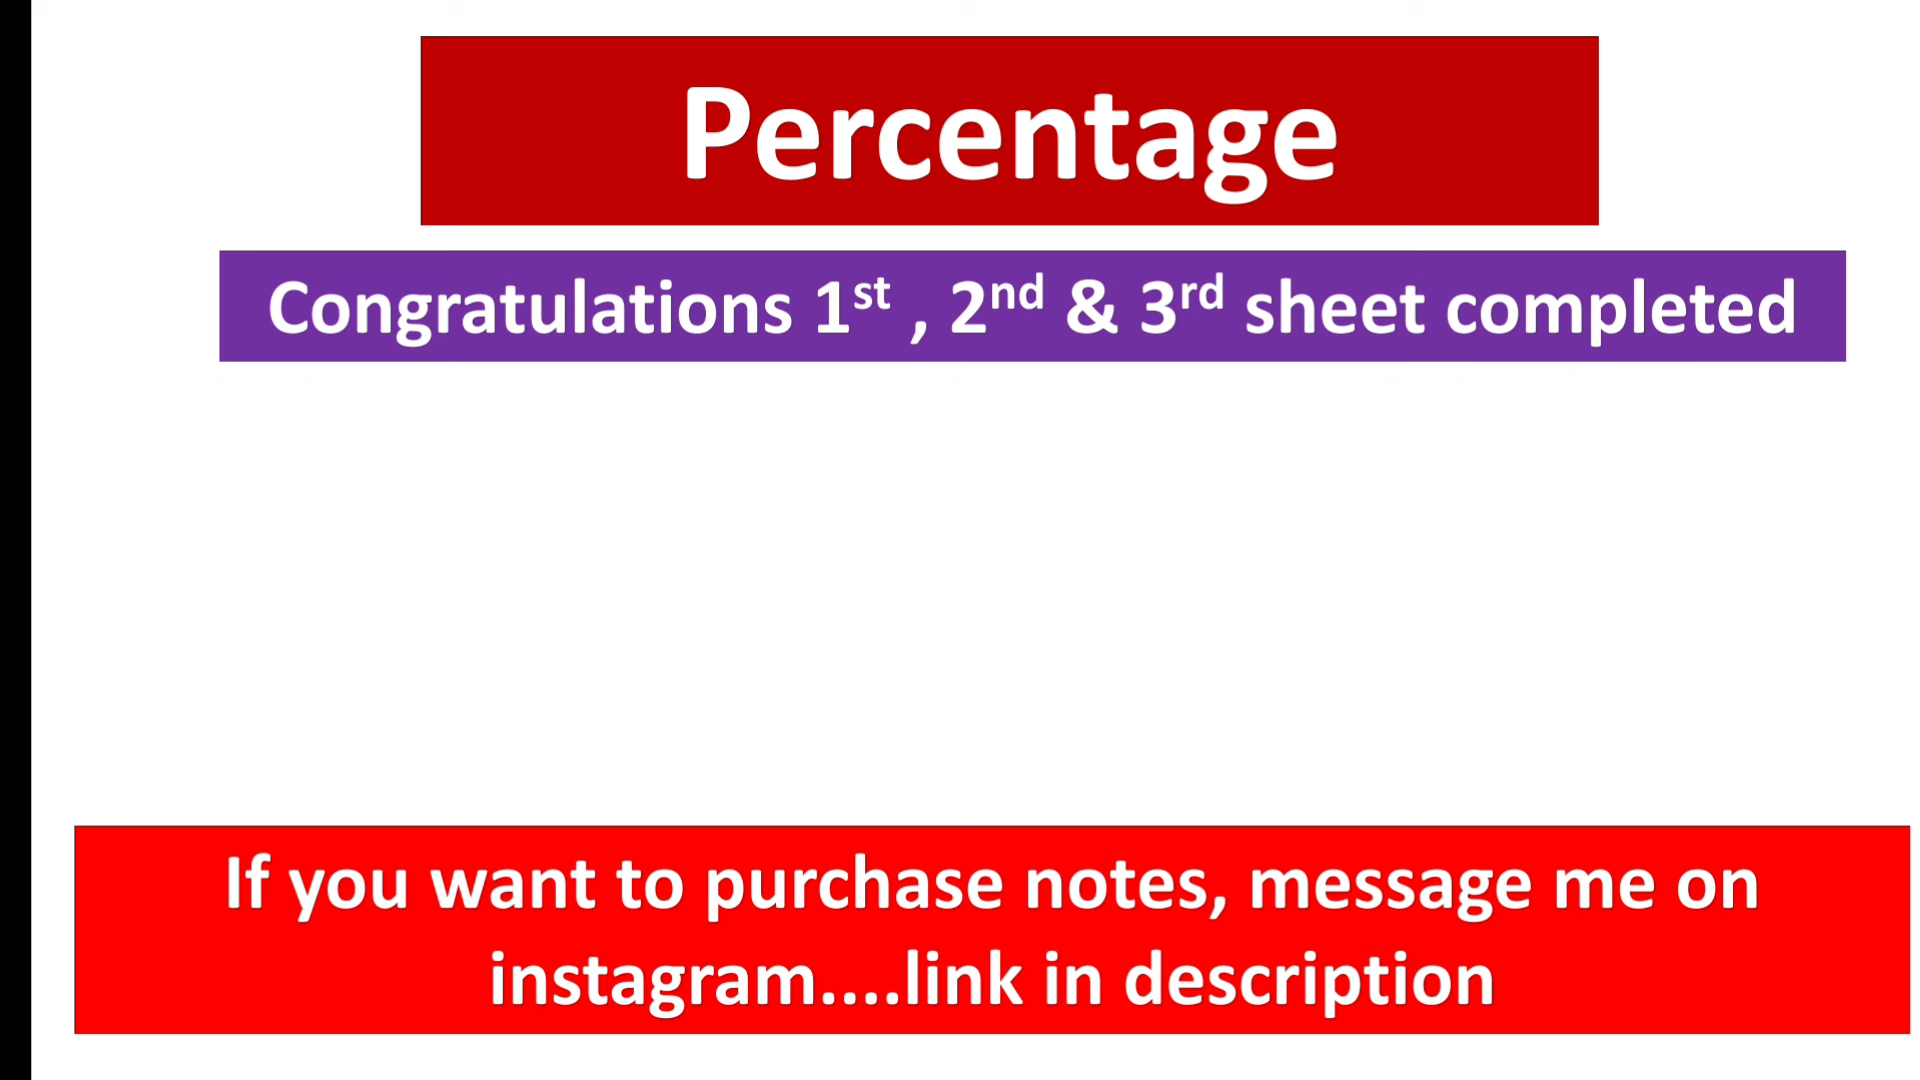 Percentage
Congratulations 1st , 2nd & 3rd sheet completed
If you want to purchase notes, message me on
instagram....link in description